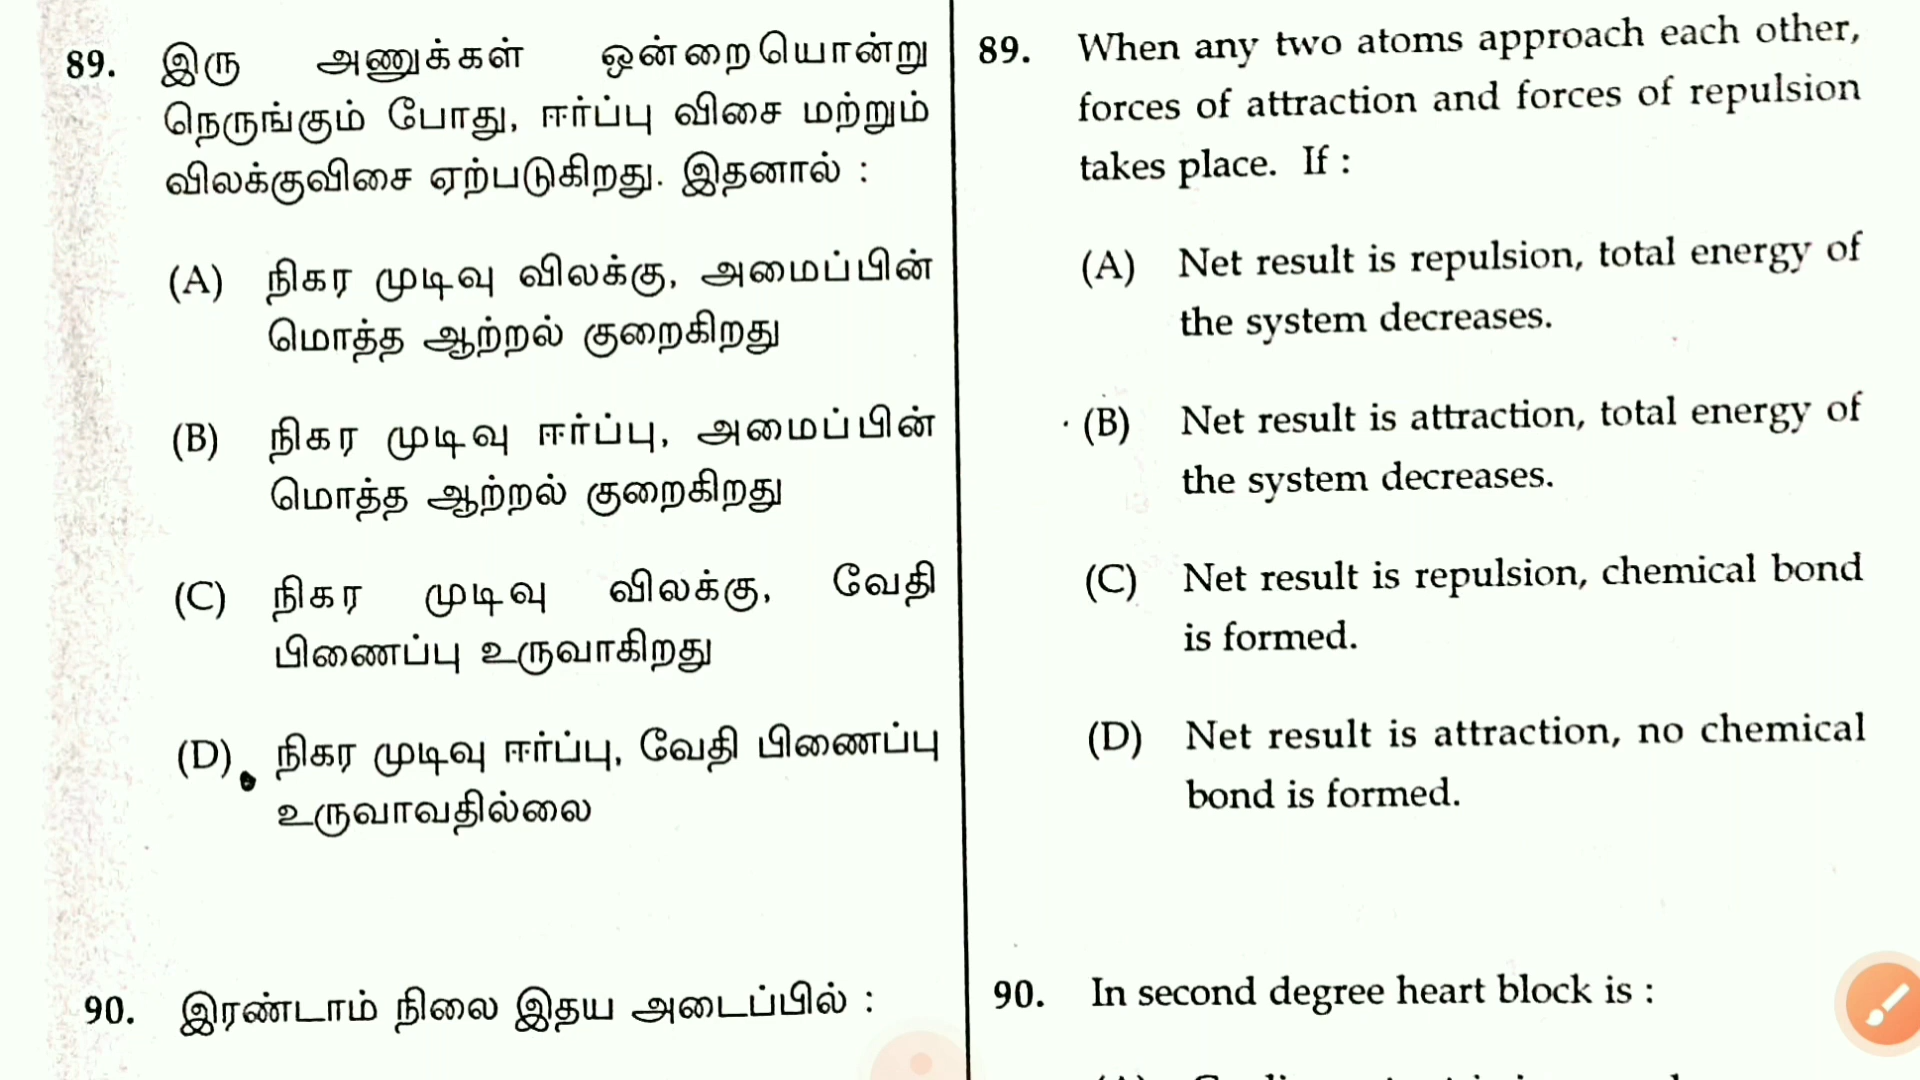 89. இரு அணுக்கள் ஒன்றையொன்று
நெருங்கும் போது, ஈர்ப்பு விசை மற்றும்
விலக்குவிசை ஏற்படுகிறது. இதனால் :
(A) நிகர முடிவு விலக்கு, அமைப்பின்
மொத்த ஆற்றல் குறைகிறது
(B) நிகர முடிவு ஈர்ப்பு, அமைப்பின்
மொத்த ஆற்றல் குறைகிறது
(C) நிகர முடிவு விலக்கு, வேதி
பிணைப்பு உருவாகிறது
(D) நிகர முடிவு ஈர்ப்பு, வேதி பிணைப்பு
உருவாவதில்லை
90. இரண்டாம் நிலை இதய அடைப்பில் :
89. When any two atoms approach each other,
forces of attraction and forces of repulsion
takes place. If :
(A) Net result is repulsion, total energy of
the system decreases.
(B) Net result is attraction, total energy of
the system decreases.
(C) Net result is repulsion, chemical bond
is formed.
(D) Net result is attraction, no chemical
bond is formed.
90. In second degree heart block is :